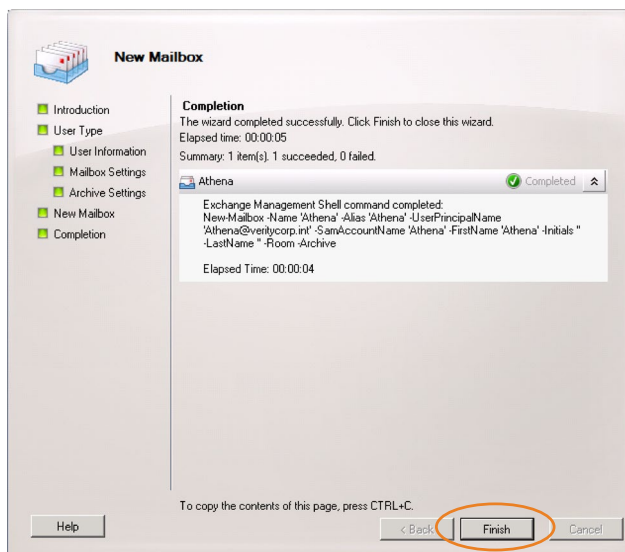 New Mailbox
Introduction
User Type
User Information
Mailbox Settings
Archive Settings
New Mailbox
Completion
Completion
The wizard completed successfully. Click Finish to close this wizard.
Elapsed time: 00:00:05
Summary: 1 item(s). 1 succeeded, 0 failed.
Athena
Completed
Exchange Management Shell command completed:
New-Mailbox -Name 'Athena' -Alias 'Athena' -UserPrincipalName
'Athena@veritycorp.int' -SamAccountName 'Athena' -FirstName 'Athena' -Initials ''
-LastName '' -Room -Archive
Elapsed Time: 00:00:04
To copy the contents of this page, press CTRL+C.
Help
< Back
Finish
Cancel